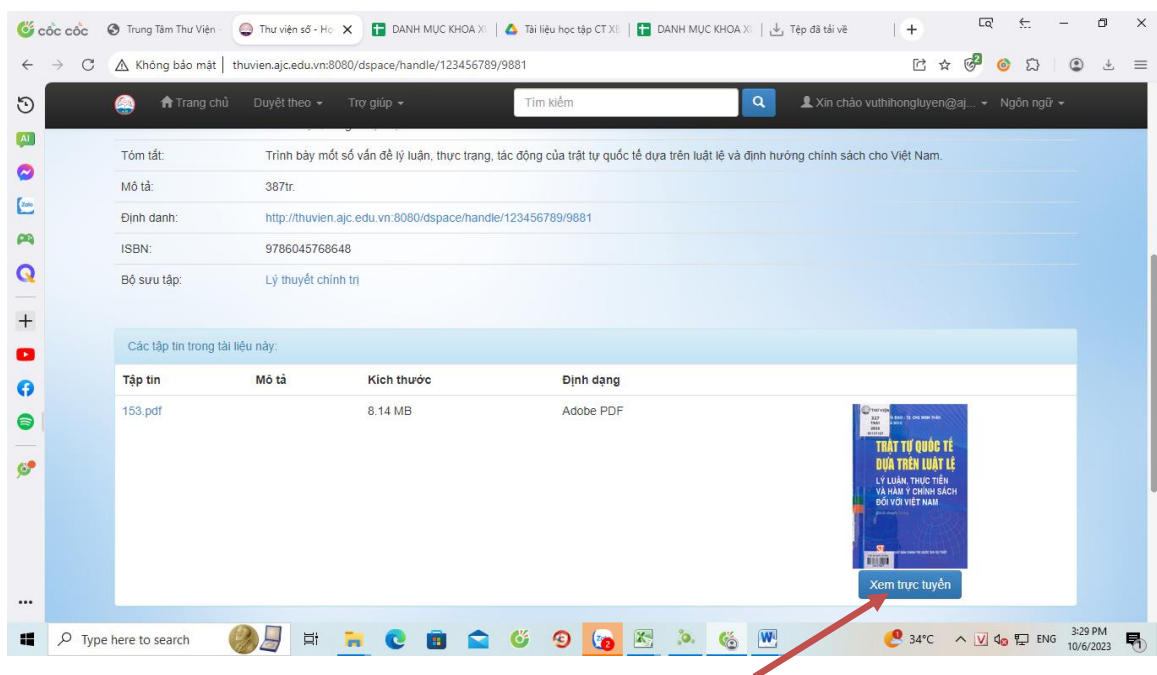 cốc cốc
Trung Tâm Thư Viện -
Thư viện số - Họ
DANH MỤC KHOA X
Tài liệu học tập CT XE
DANH MỤC KHOA X
Tệp đã tải về
Không bảo mật
thuvien.ajc.edu.vn:8080/dspace/handle/123456789/9881
Trang chủ
Duyệt theo
Trợ giúp
Tìm kiếm
Xin chào vuthihongluyen@aj...
Ngôn ngữ
AI
Zalo
Tóm tắt: Trình bày một số vấn đề lý luận, thực trạng, tác động của trật tự quốc tế dựa trên luật lệ và định hướng chính sách cho Việt Nam.
Mô tả: 387tr.
Định danh: http://thuvien.ajc.edu.vn:8080/dspace/handle/123456789/9881
ISBN: 9786045768648
Bộ sưu tập: Lý thuyết chính trị
Các tập tin trong tài liệu này:
Tập tin Mô tả Kích thước Định dạng
153.pdf 8.14 MB Adobe PDF
THƯ VIỆN
327
TRẬT TỰ QUỐC TẾ
DỰA TRÊN LUẬT LỆ
LÝ LUẬN, THỰC TIỄN
VÀ HÀM Ý CHÍNH SÁCH
ĐỐI VỚI VIỆT NAM
Xem trực tuyến
Type here to search
2
34°C
ENG
3:29 PM
10/6/2023